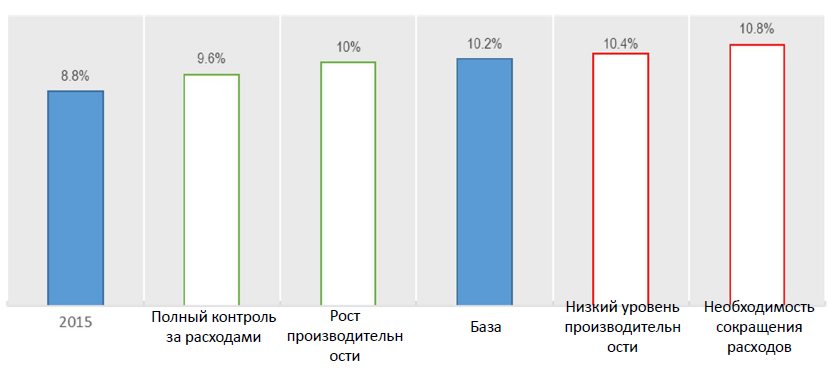 8.8%
9.6%
10%
10.2%
10.4%
10.8%
2015
Полный контроль
за расходами
Рост
производительн
ости
База
Низкий уровень
производительн
ости
Необходимость
сокращения
расходов